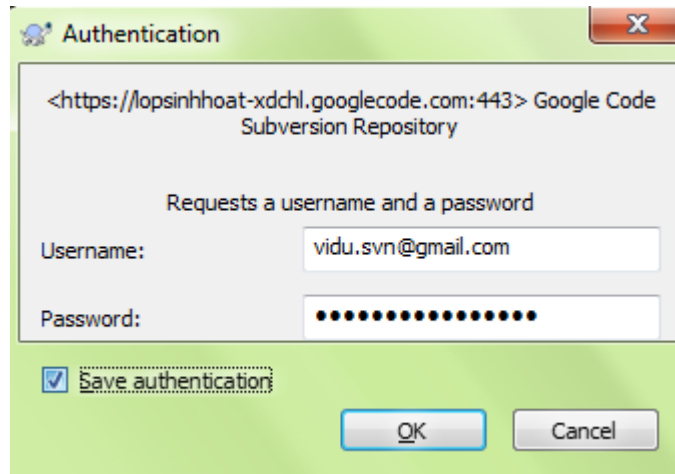 Authentication
<https://lopsinhhoat-xdchl.googlecode.com:443> Google Code
Subversion Repository
Requests a username and a password
Username: vidu.svn@gmail.com
Password: ●●●●●●●●●●●●●●●●
Save authentication
OK Cancel